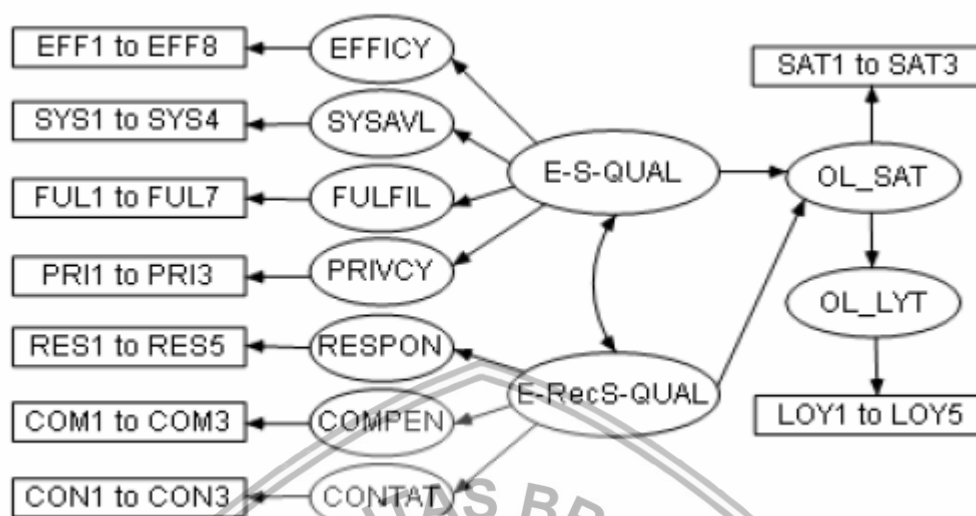 EFF1 to EFF8
EFFICY
SAT1 to SAT3
SYS1 to SYS4
SYSAVL
E-S-QUAL
OL_SAT
FUL1 to FUL7
FULFIL
PRI1 to PRI3
PRIVCY
OL_LYT
RES1 to RES5
RESPON
E-RecS-QUAL
COM1 to COM3
COMPEN
LOY1 to LOY5
CON1 to CON3
CONTAT